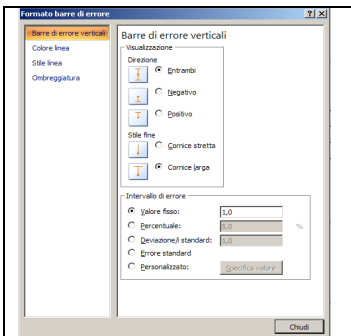 Formato barre di errore
Barre di errore verticali
Colore linea
Stile linea
Ombreggiatura
Barre di errore verticali
Visualizzazione
Direzione
Entrambi
Negativo
Positivo
Stile fine
Cornice stretta
Cornice larga
Intervallo di errore
Valore fisso: 1,0
Percentuale: 5,0 %
Deviazione/i standard: 1,0
Errore standard
Personalizzato: Specifica valore
Chiudi